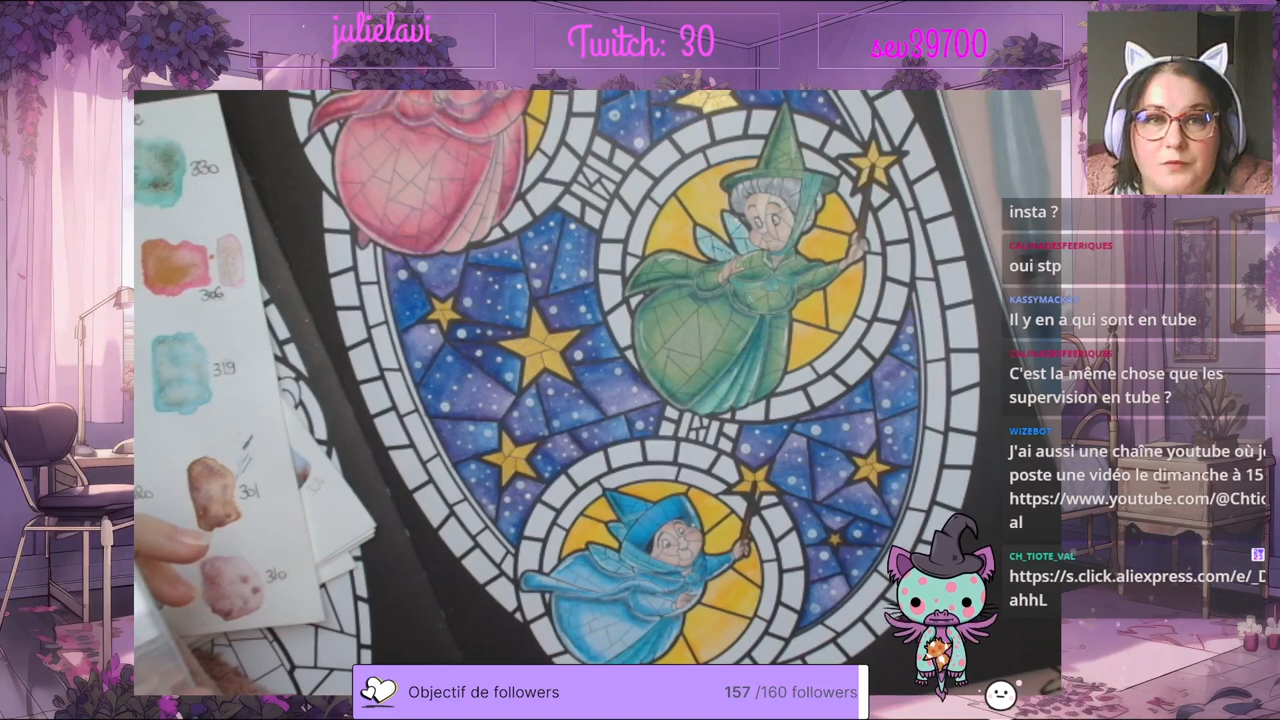 julielavi
Twitch: 30
sev39700
330
306
319
301
310
insta ?
CALINADESFEERIQUES
oui stp
KASSYMACKOY
Il y en a qui sont en tube
CALINADESFEERIQUES
C'est la même chose que les
supervision en tube ?
WIZEBOT
J'ai aussi une chaîne youtube où je
poste une vidéo le dimanche à 15
https://www.youtube.com/@Chtio
al
CH_TIOTE_VAL
https://s.click.aliexpress.com/e/_D
ahhL
Objectif de followers
157 /160 followers